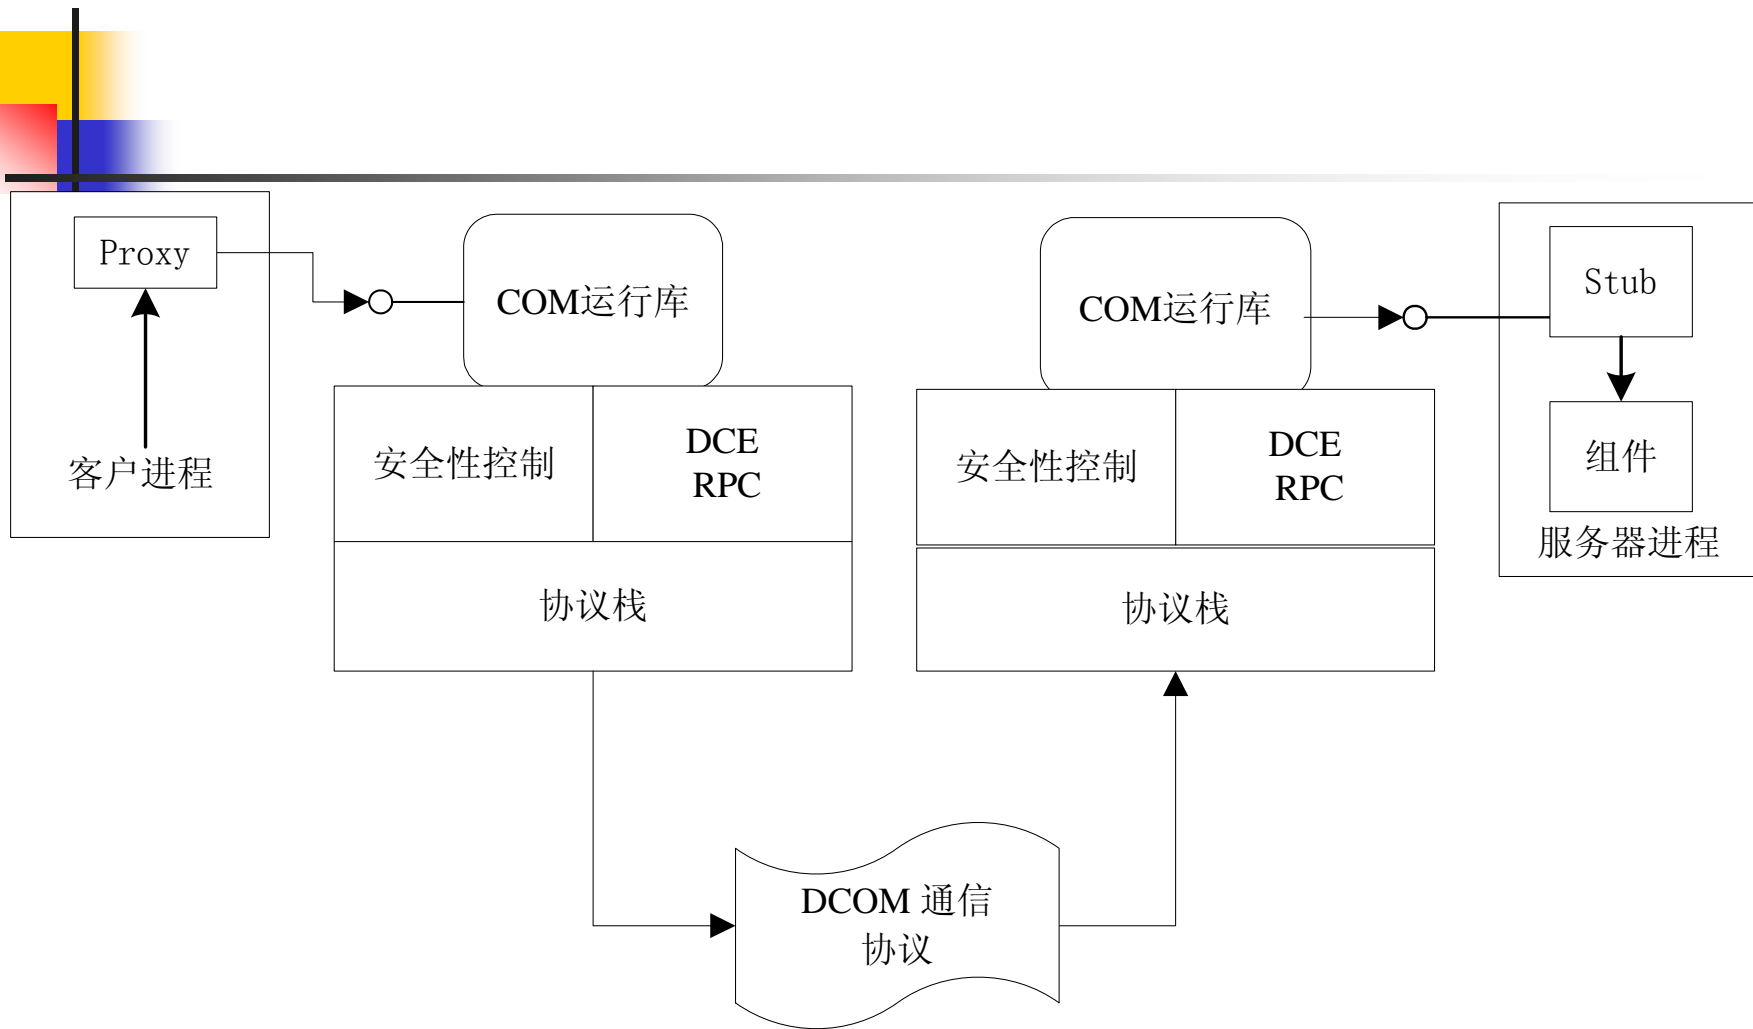 Proxy
客户进程
COM运行库
安全性控制
DCE
RPC
协议栈
DCOM 通信
协议
COM运行库
安全性控制
DCE
RPC
协议栈
Stub
组件
服务器进程